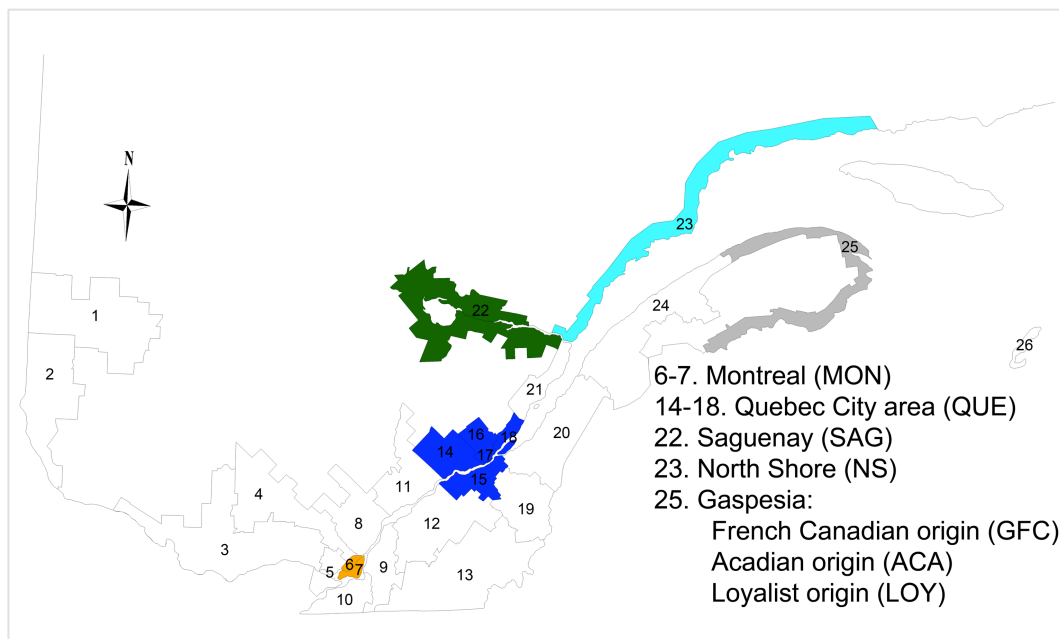 N
23
25
24
22
1
26
2
21
6-7. Montreal (MON)
14-18. Quebec City area (QUE)
22. Saguenay (SAG)
23. North Shore (NS)
25. Gaspesia:
French Canadian origin (GFC)
Acadian origin (ACA)
Loyalist origin (LOY)
16
18
20
14
17
15
11
4
19
8
12
3
6
7
5
9
13
10